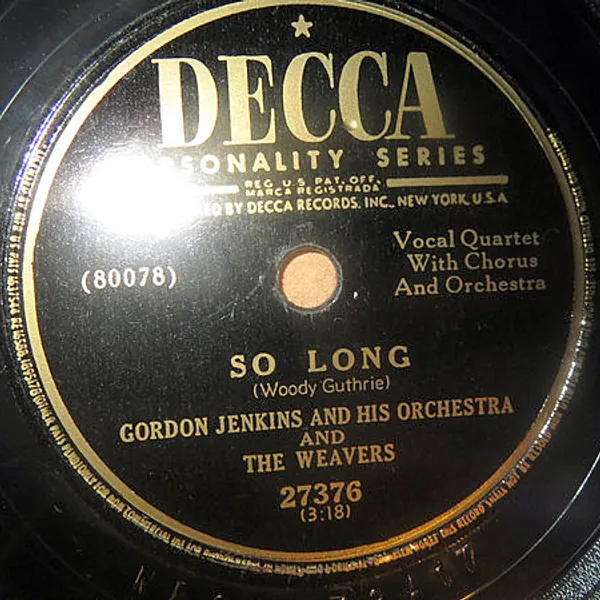 DECCA
PERSONALITY SERIES
REG. U.S. PAT. OFF.
MARCA REGISTRADA
BY DECCA RECORDS, INC., NEW YORK, U.S.A
Vocal Quartet
With Chorus
And Orchestra
(80078)
SO LONG
(Woody Guthrie)
GORDON JENKINS AND HIS ORCHESTRA
AND
THE WEAVERS
27376
(3:18)